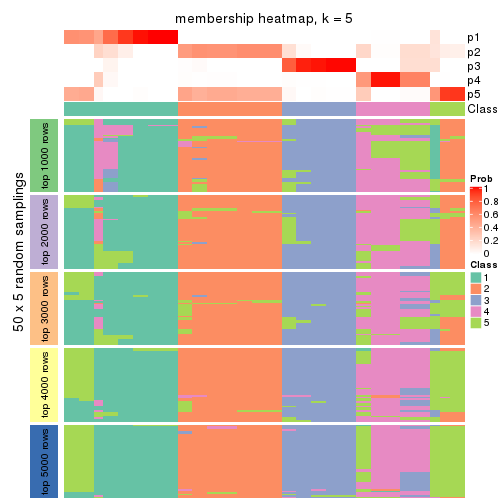 membership heatmap, k = 5
p1
p2
p3
p4
p5
Class
50 x 5 random samplings
top 1000 rows
top 2000 rows
top 3000 rows
top 4000 rows
top 5000 rows
Prob
1
0.8
0.6
0.4
0.2
0
Class
1
2
3
4
5